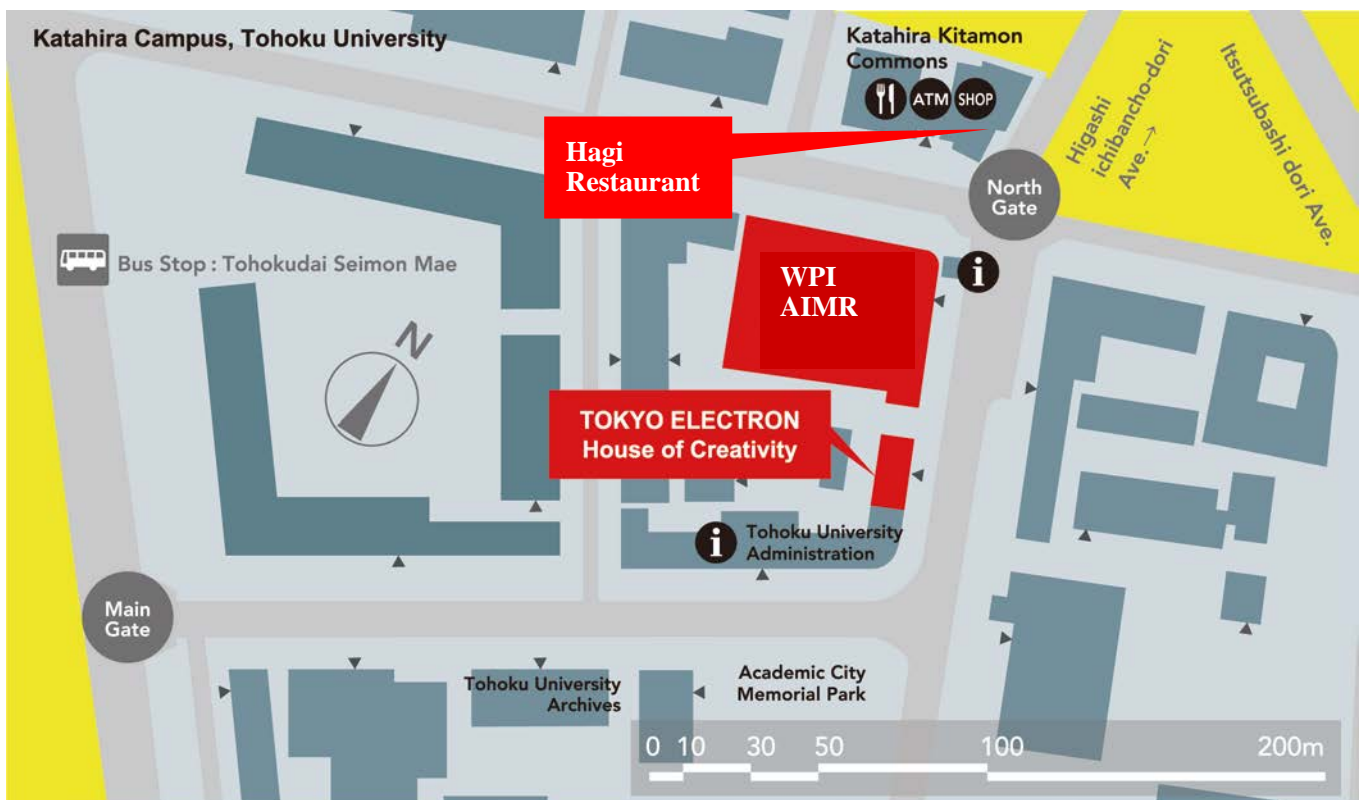 Katahira Campus, Tohoku University
Katahira Kitamon
Commons
ATM
SHOP
Higashi
ichibancho-dori
Ave.→
Itsutsubashi dori Ave.
Hagi
Restaurant
North
Gate
Bus Stop : Tohokudai Seimon Mae
WPI
AIMR
i
N
TOKYO ELECTRON
House of Creativity
i
Tohoku University
Administration
Main
Gate
Tohoku University
Archives
Academic City
Memorial Park
0 10 30 50 100 200m